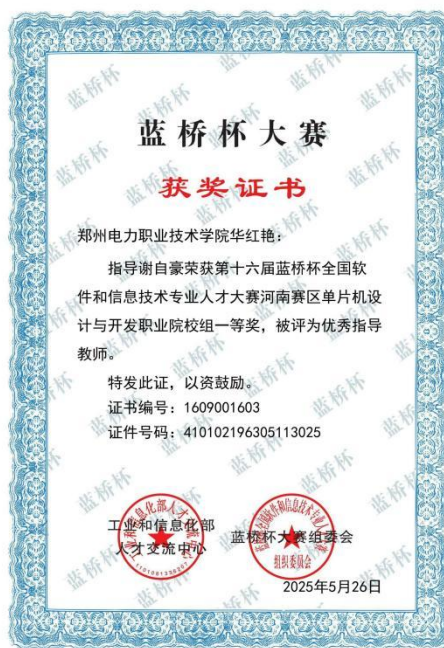 蓝桥杯大赛
获奖证书
郑州电力职业技术学院华红艳：
指导谢自豪荣获第十六届蓝桥杯全国软
件和信息技术专业人才大赛河南赛区单片机设
计与开发职业院校组一等奖，被评为优秀指导
教师。
特发此证，以资鼓励。
证书编号：1609001603
证件号码：410102196305113025
工业和信息化部
人才交流中心
蓝桥杯大赛组委会
组织委员会
2025年5月26日